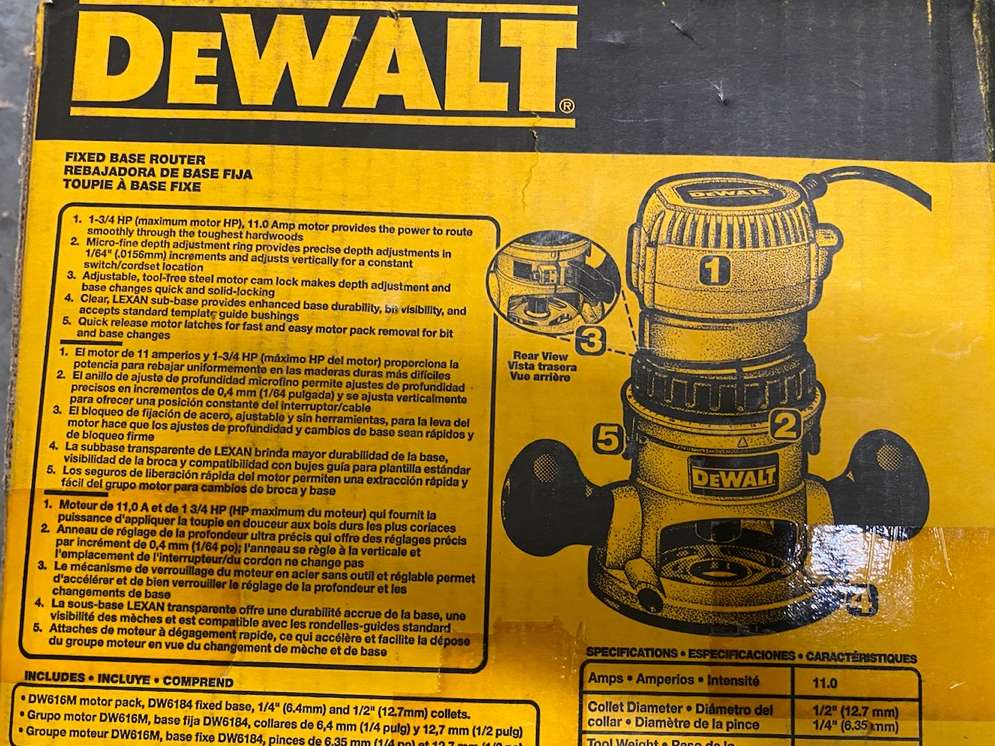 DEWALT®
FIXED BASE ROUTER
REBAJADORA DE BASE FIJA
TOUPIE À BASE FIXE
1. 1-3/4 HP (maximum motor HP), 11.0 Amp motor provides the power to route
smoothly through the toughest hardwoods
2. Micro-fine depth adjustment ring provides precise depth adjustments in
1/64" (.0156mm) increments and adjusts vertically for a constant
switch/cordset location
3. Adjustable, tool-free steel motor cam lock makes depth adjustment and
base changes quick and solid-locking
4. Clear, LEXAN sub-base provides enhanced base durability, bit visibility, and
accepts standard template guide bushings
5. Quick release motor latches for fast and easy motor pack removal for bit
and base changes
1. El motor de 11 amperios y 1-3/4 HP (máximo HP del motor) proporciona la
potencia para rebajar uniformemente en las maderas duras más difíciles
2. El anillo de ajuste de profundidad microfino permite ajustes de profundidad
precisos en incrementos de 0,4 mm (1/64 pulgada) y se ajusta verticalmente
para ofrecer una posición constante del interruptor/cable
3. El bloqueo de fijación de acero, ajustable y sin herramientas, para la leva del
motor hace que los ajustes de profundidad y cambios de base sean rápidos y
de bloqueo firme
4. La subbase transparente de LEXAN brinda mayor durabilidad de la base,
visibilidad de la broca y compatibilidad con bujes guía para plantilla estándar
5. Los seguros de liberación rápida del motor permiten una extracción rápida y
fácil del grupo motor para cambios de broca y base
1. Moteur de 11,0 A et de 1 3/4 HP (HP maximum du moteur) qui fournit la
puissance d'appliquer la toupie en douceur aux bois durs les plus coriaces
2. Anneau de réglage de la profondeur ultra précis qui offre des réglages précis
par incrément de 0,4 mm (1/64 po); l'anneau se règle à la verticale et
l'emplacement de l'interrupteur/du cordon ne change pas
3. Le mécanisme de verrouillage du moteur en acier sans outil et réglable permet
d'accélérer et de bien verrouiller le réglage de la profondeur et les
changements de base
4. La sous-base LEXAN transparente offre une durabilité accrue de la base, une
visibilité des mèches et est compatible avec les rondelles-guides standard
5. Attaches de moteur à dégagement rapide, ce qui accélère et facilite la dépose
du groupe moteur en vue du changement de mèche et de base
DEWALT
1
3
Rear View
Vista trasera
Vue arrière
2
5
DEWALT
4
INCLUDES • INCLUYE • COMPREND
• DW616M motor pack, DW6184 fixed base, 1/4" (6.4mm) and 1/2" (12.7mm) collets.
• Grupo motor DW616M, base fija DW6184, collares de 6,4 mm (1/4 pulg) y 12,7 mm (1/2 pulg)
• Groupe moteur DW616M, base fixe DW6184, pinces de 6,35 mm (1/4 po) et 12,7 mm (1/2 po)
SPECIFICATIONS • ESPECIFICACIONES • CARACTÉRISTIQUES
Amps • Amperios • Intensité 11.0
Collet Diameter • Diámetro del 1/2" (12.7 mm)
collar • Diamètre de la pince 1/4" (6.35 mm)
Tool Weight • Peso de la